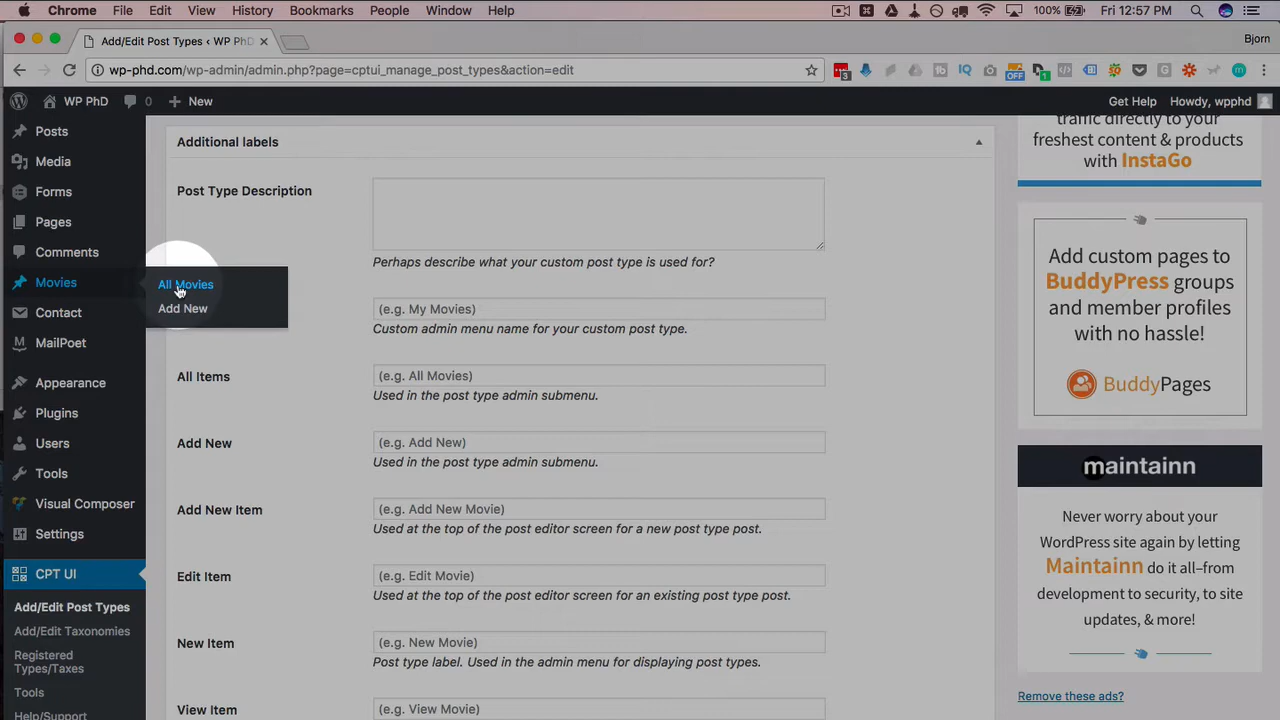 Chrome File Edit View History Bookmarks People Window Help
100% Fri 12:57 PM
Add/Edit Post Types ‹ WP PhD
Bjorn
wp-phd.com/wp-admin/admin.php?page=cptui_manage_post_types&action=edit
WP PhD 0 New
Get Help Howdy, wpphd
Posts
Media
Forms
Pages
Comments
Movies
All Movies
Add New
Contact
MailPoet
Appearance
Plugins
Users
Tools
Visual Composer
Settings
CPT UI
Add/Edit Post Types
Add/Edit Taxonomies
Registered
Types/Taxes
Tools
Help/Support
Additional labels
Post Type Description
Perhaps describe what your custom post type is used for?
(e.g. My Movies)
Custom admin menu name for your custom post type.
All Items
(e.g. All Movies)
Used in the post type admin submenu.
Add New
(e.g. Add New)
Used in the post type admin submenu.
Add New Item
(e.g. Add New Movie)
Used at the top of the post editor screen for a new post type post.
Edit Item
(e.g. Edit Movie)
Used at the top of the post editor screen for an existing post type post.
New Item
(e.g. New Movie)
Post type label. Used in the admin menu for displaying post types.
View Item
(e.g. View Movie)
traffic directly to your
freshest content & products
with InstaGo
Add custom pages to
BuddyPress groups
and member profiles
with no hassle!
BuddyPages
maintainn
Never worry about your
WordPress site again by letting
Maintainn do it all–from
development to security, to site
updates, & more!
Remove these ads?